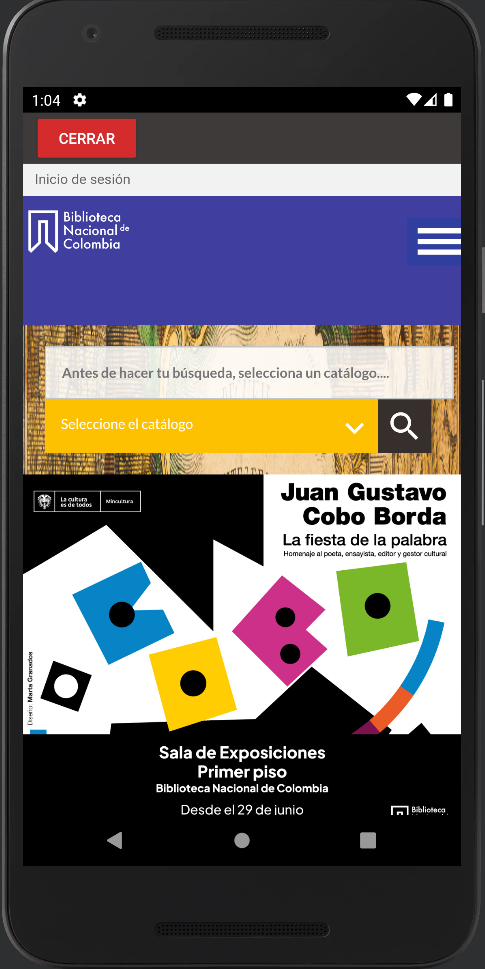 1:04
CERRAR
Inicio de sesión
Biblioteca
Nacional de
Colombia
Antes de hacer tu búsqueda, selecciona un catálogo....
Seleccione el catálogo
La cultura
es de todos
Mincultura
Juan Gustavo
Cobo Borda
La fiesta de la palabra
Homenaje al poeta, ensayista, editor y gestor cultural
Diseño: Marta Granados
Sala de Exposiciones
Primer piso
Biblioteca Nacional de Colombia
Desde el 29 de junio
Biblioteca